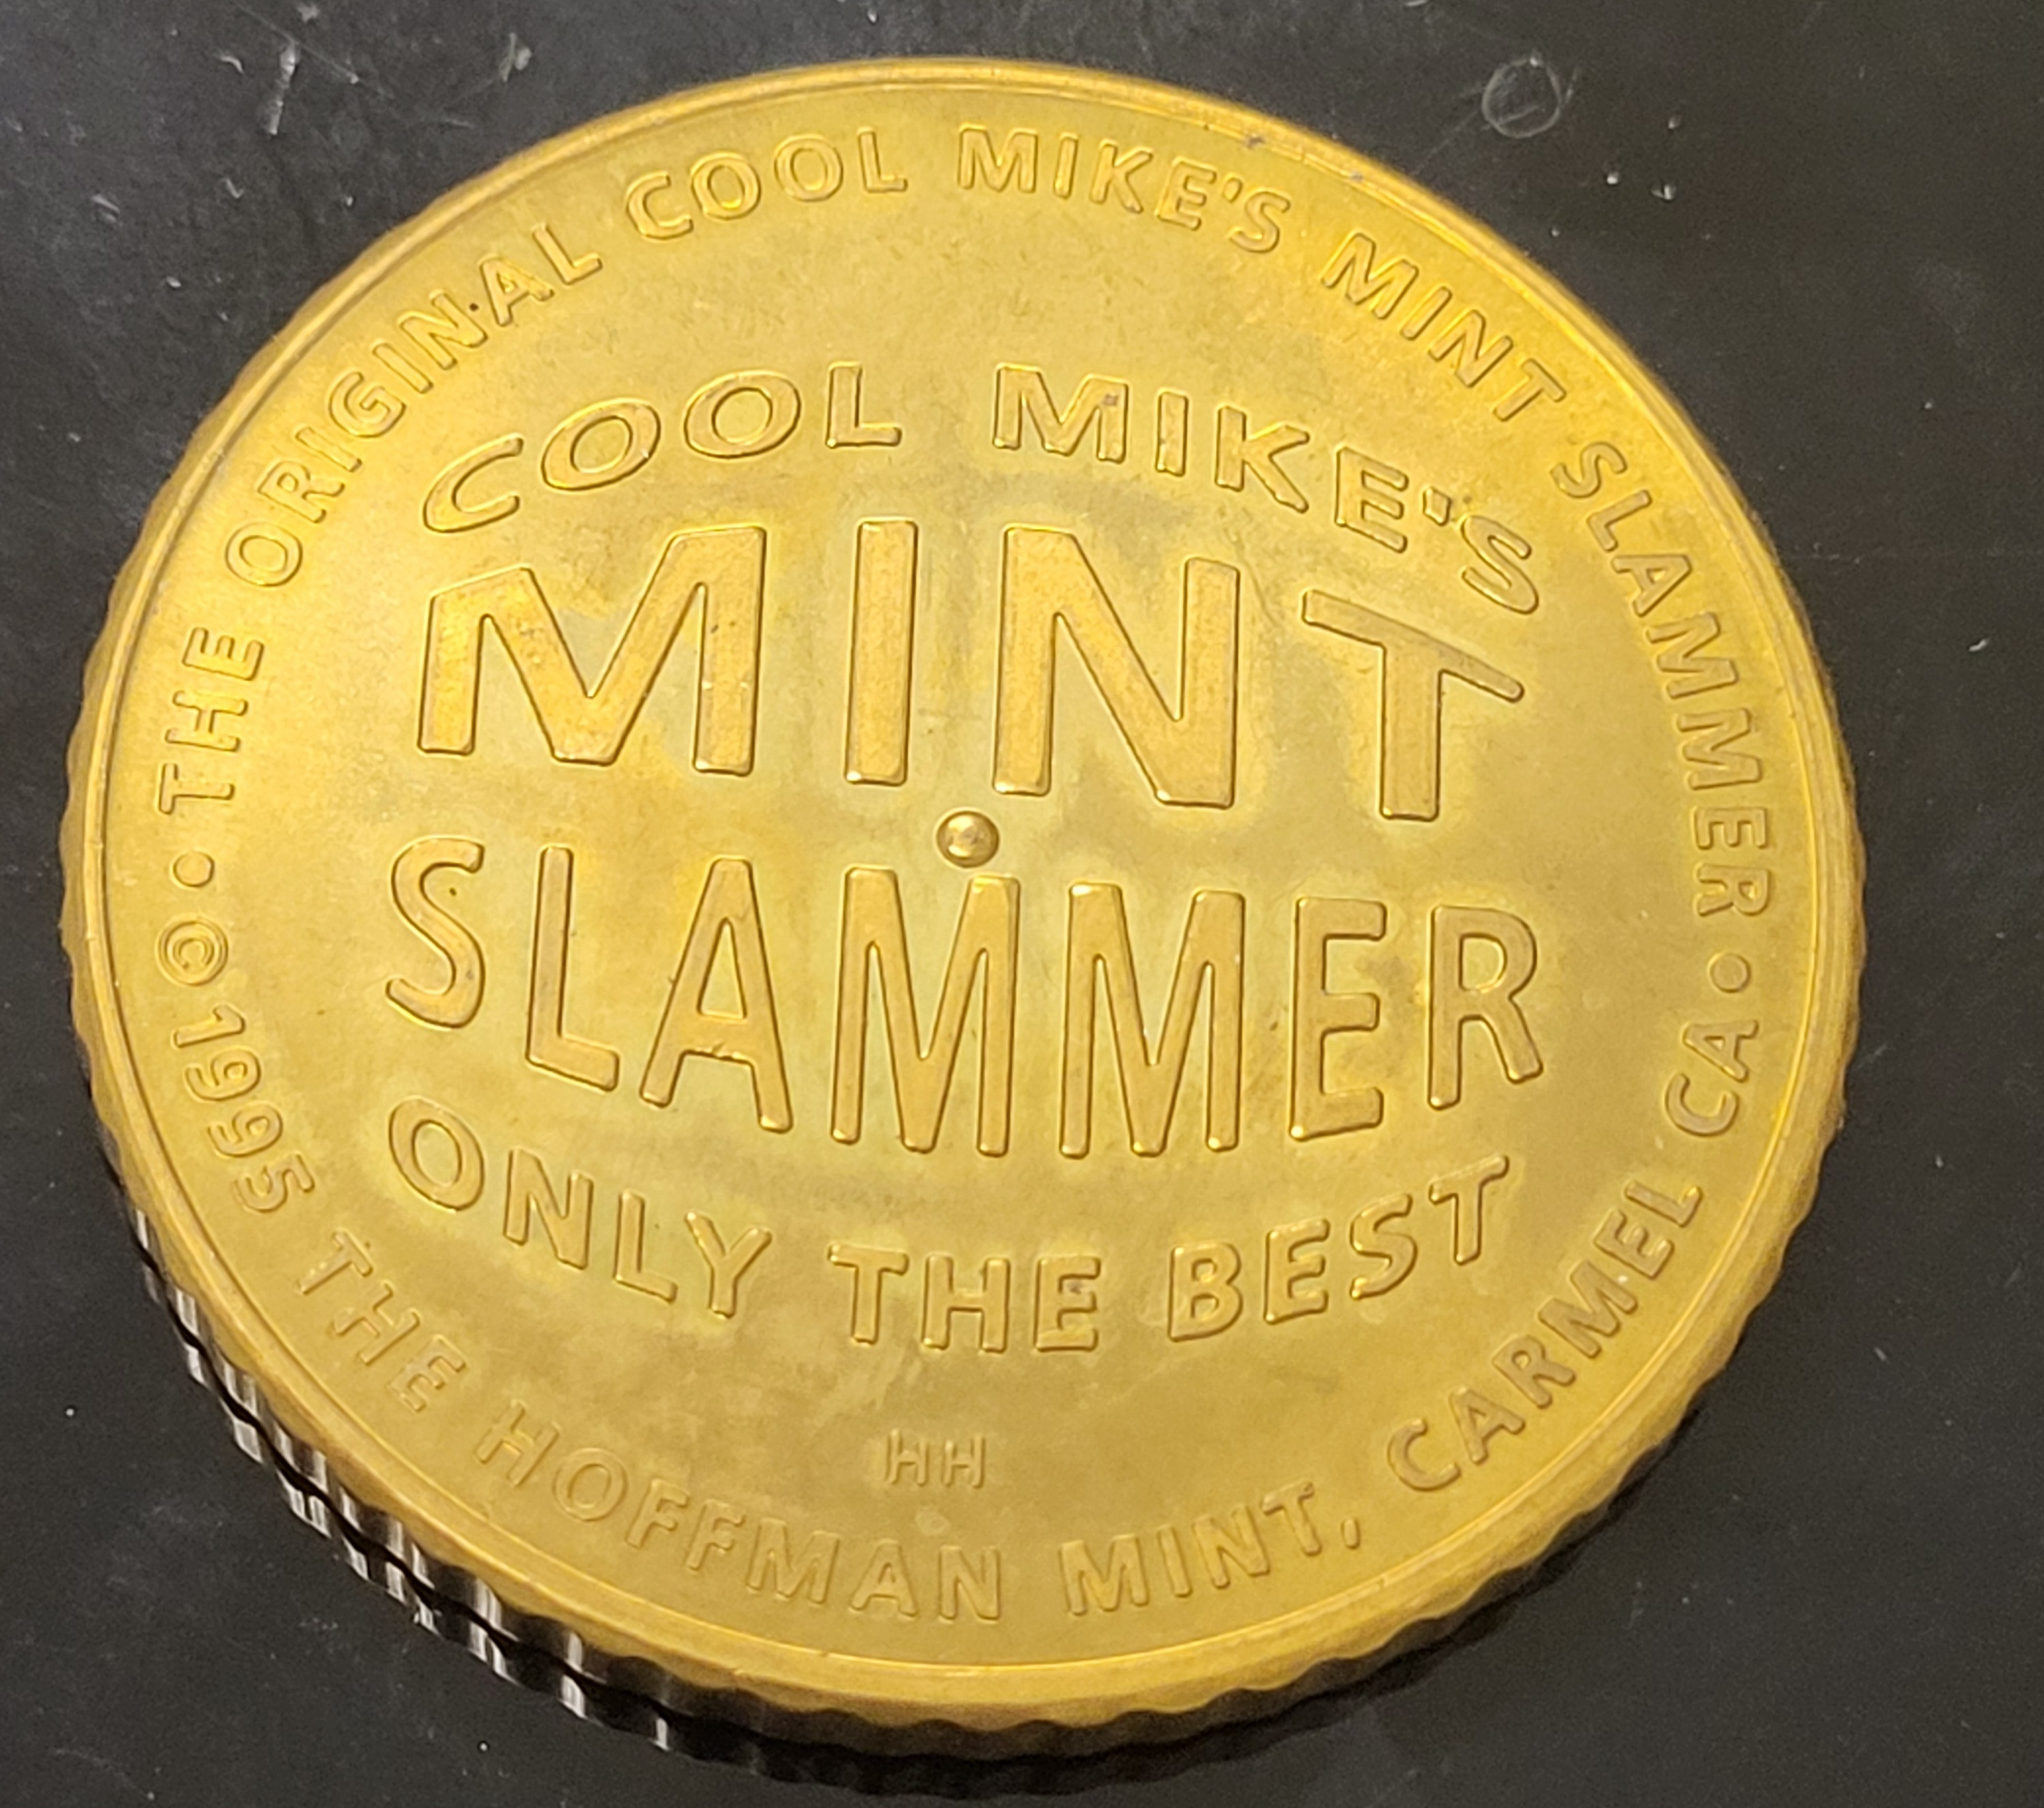 • THE ORIGINAL COOL MIKE'S MINT SLAMMER •
COOL MIKE'S
MINT
SLAMMER
ONLY THE BEST
HH
©1995 THE HOFFMAN MINT, CARMEL CA